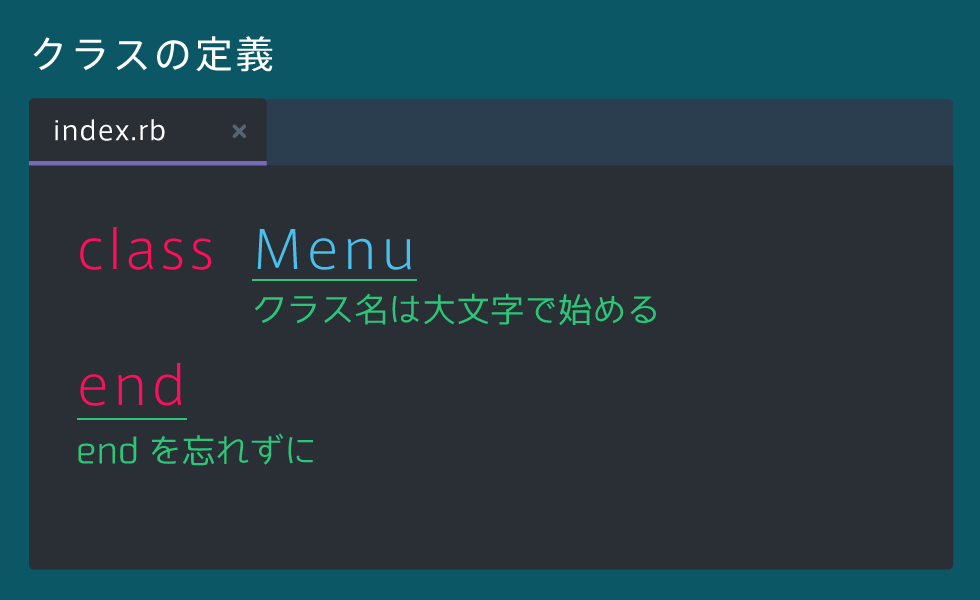 クラスの定義
index.rb ×
class Menu
クラス名は大文字で始める
end
end を忘れずに